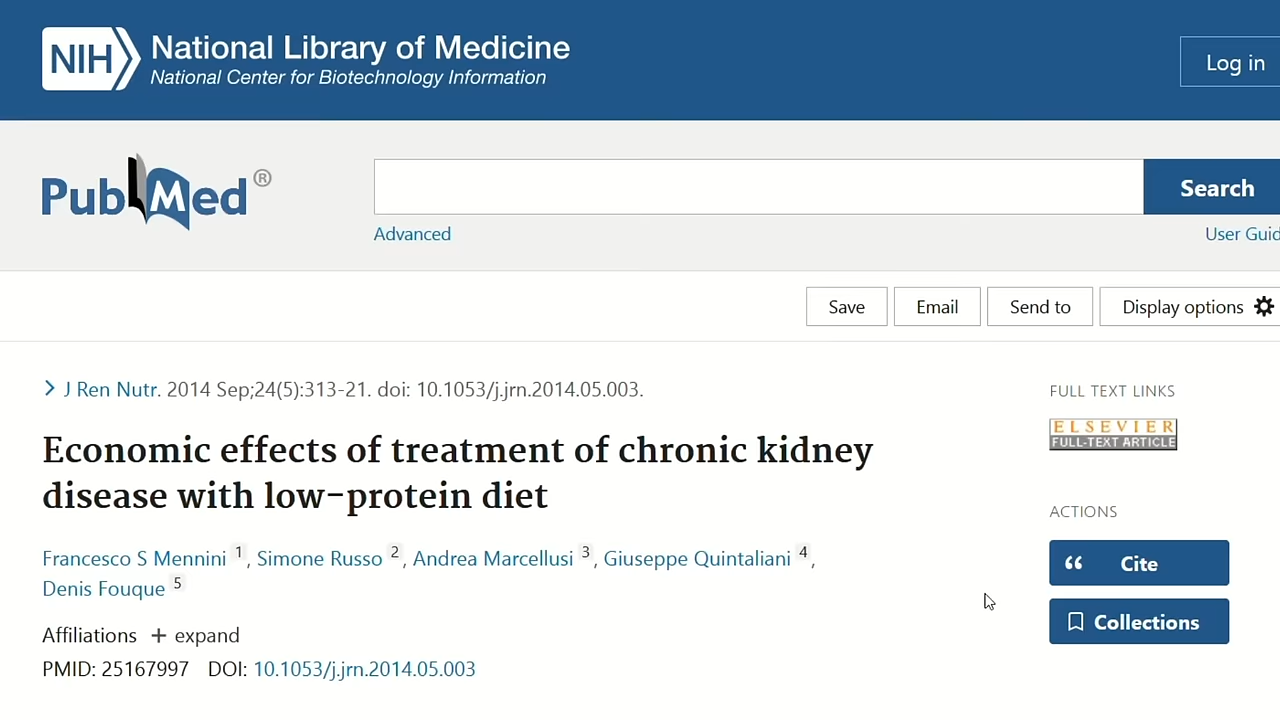 NIH National Library of Medicine
National Center for Biotechnology Information
Log in
PubMed®
Search
Advanced
User Guid
Save
Email
Send to
Display options
J Ren Nutr. 2014 Sep;24(5):313-21. doi: 10.1053/j.jrn.2014.05.003.
Economic effects of treatment of chronic kidney
disease with low-protein diet
Francesco S Mennini 1, Simone Russo 2, Andrea Marcellusi 3, Giuseppe Quintaliani 4,
Denis Fouque 5
Affiliations + expand
PMID: 25167997 DOI: 10.1053/j.jrn.2014.05.003
FULL TEXT LINKS
ELSEVIER
FULL-TEXT ARTICLE
ACTIONS
Cite
Collections